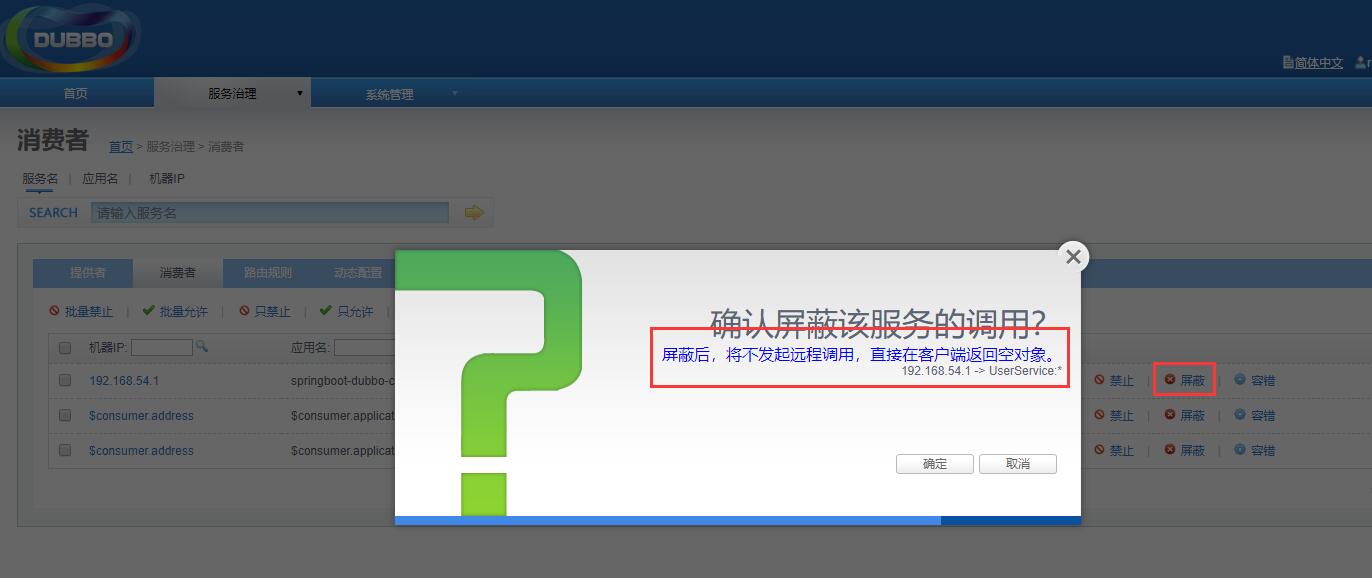 DUBBO
简体中文 r
首页 服务治理 系统管理
消费者 首页 > 服务治理 > 消费者
服务名 | 应用名 | 机器IP
SEARCH 请输入服务名
提供者 消费者 路由规则 动态配置
批量禁止 | 批量允许 | 只禁止 | 只允许 |
机器IP: 应用名:
192.168.54.1 springboot-dubbo-c 禁止 | 屏蔽 | 容错
$consumer.address $consumer.applicat 禁止 | 屏蔽 | 容错
$consumer.address $consumer.applicat 禁止 | 屏蔽 | 容错
确认屏蔽该服务的调用?
屏蔽后，将不发起远程调用，直接在客户端返回空对象。
192.168.54.1 -> UserService:*
确定 取消